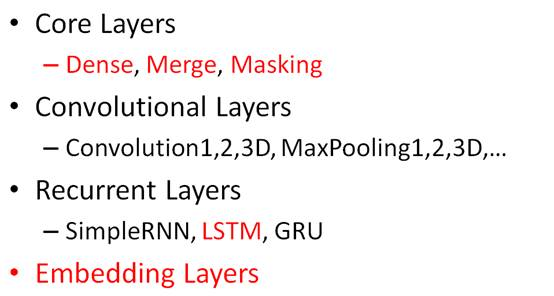 • Core Layers
– Dense, Merge, Masking
• Convolutional Layers
– Convolution1,2,3D, MaxPooling1,2,3D,...
• Recurrent Layers
– SimpleRNN, LSTM, GRU
• Embedding Layers